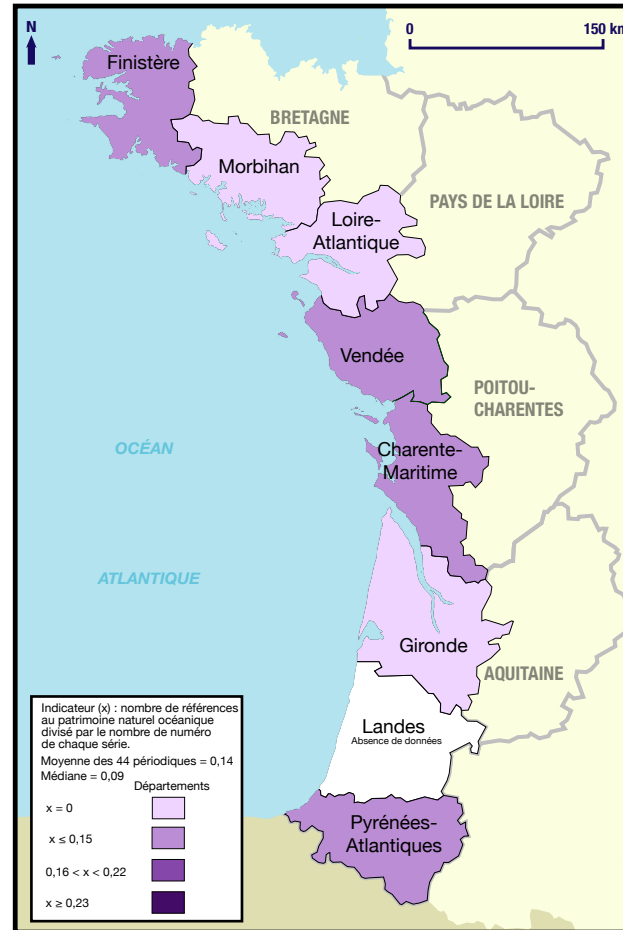 N
0 150 km
Finistère
BRETAGNE
Morbihan
PAYS DE LA LOIRE
Loire-
Atlantique
Vendée
POITOU-
CHARENTES
OCÉAN
Charente-
Maritime
ATLANTIQUE
Gironde
AQUITAINE
Landes
Absence de données
Pyrénées-
Atlantiques
Indicateur (x) : nombre de références
au patrimoine naturel océanique
divisé par le nombre de numéro
de chaque série.
Moyenne des 44 périodiques = 0,14
Médiane = 0,09
Départements
x = 0
x ≤ 0,15
0,16 < x < 0,22
x ≥ 0,23